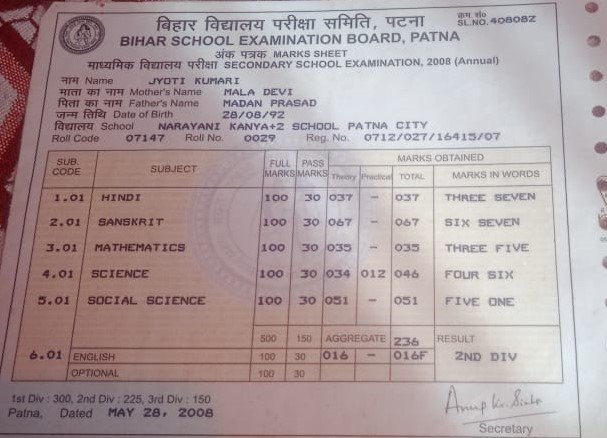 बिहार विद्यालय परीक्षा समिति, पटना
क्रम सं०
SL.NO. 408082
BIHAR SCHOOL EXAMINATION BOARD, PATNA
अंक पत्रक MARKS SHEET
माध्यमिक विद्यालय परीक्षा SECONDARY SCHOOL EXAMINATION, 2008 (Annual)
नाम Name JYOTI KUMARI
माता का नाम Mother's Name MALA DEVI
पिता का नाम Father's Name MADAN PRASAD
जन्म तिथि Date of Birth 28/08/92
विद्यालय School NARAYANI KANYA+2 SCHOOL PATNA CITY
Roll Code 07147 Roll No. 0029 Reg. No. 0712/027/16415/07
SUB. CODE SUBJECT FULL MARKS PASS MARKS MARKS OBTAINED
Theory Practical TOTAL MARKS IN WORDS
1.01 HINDI 100 30 037 - 037 THREE SEVEN
2.01 SANSKRIT 100 30 067 - 067 SIX SEVEN
3.01 MATHEMATICS 100 30 035 - 035 THREE FIVE
4.01 SCIENCE 100 30 034 012 046 FOUR SIX
5.01 SOCIAL SCIENCE 100 30 051 - 051 FIVE ONE
500 150 AGGREGATE 236 RESULT
6.01 ENGLISH 100 30 016 - 016F 2ND DIV
OPTIONAL 100 30
1st Div : 300, 2nd Div : 225, 3rd Div : 150
Patna, Dated MAY 28, 2008
Secretary